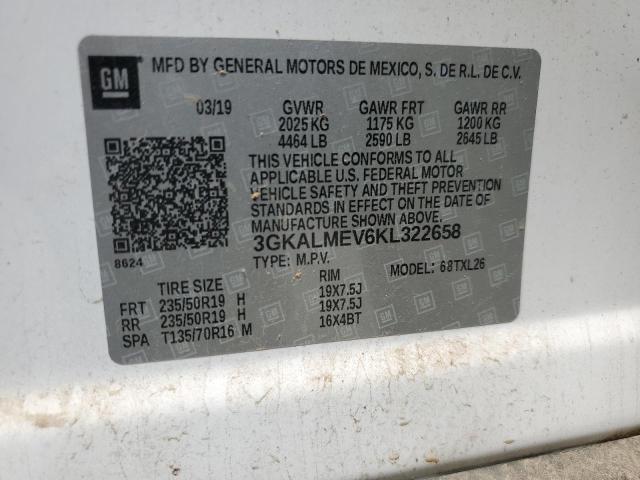 GM MFD BY GENERAL MOTORS DE MEXICO, S. DE R.L. DE C.V.
03/19 GVWR GAWR FRT GAWR RR
2025 KG 1175 KG 1200 KG
4464 LB 2590 LB 2645 LB
THIS VEHICLE CONFORMS TO ALL
APPLICABLE U.S. FEDERAL MOTOR
VEHICLE SAFETY AND THEFT PREVENTION
STANDARDS IN EFFECT ON THE DATE OF
MANUFACTURE SHOWN ABOVE.
8624 3GKALMEV6KL322658
TYPE: M.P.V. MODEL: 68TXL26
TIRE SIZE RIM
FRT 235/50R19 H 19X7.5J
RR 235/50R19 H 19X7.5J
SPA T135/70R16 M 16X4BT